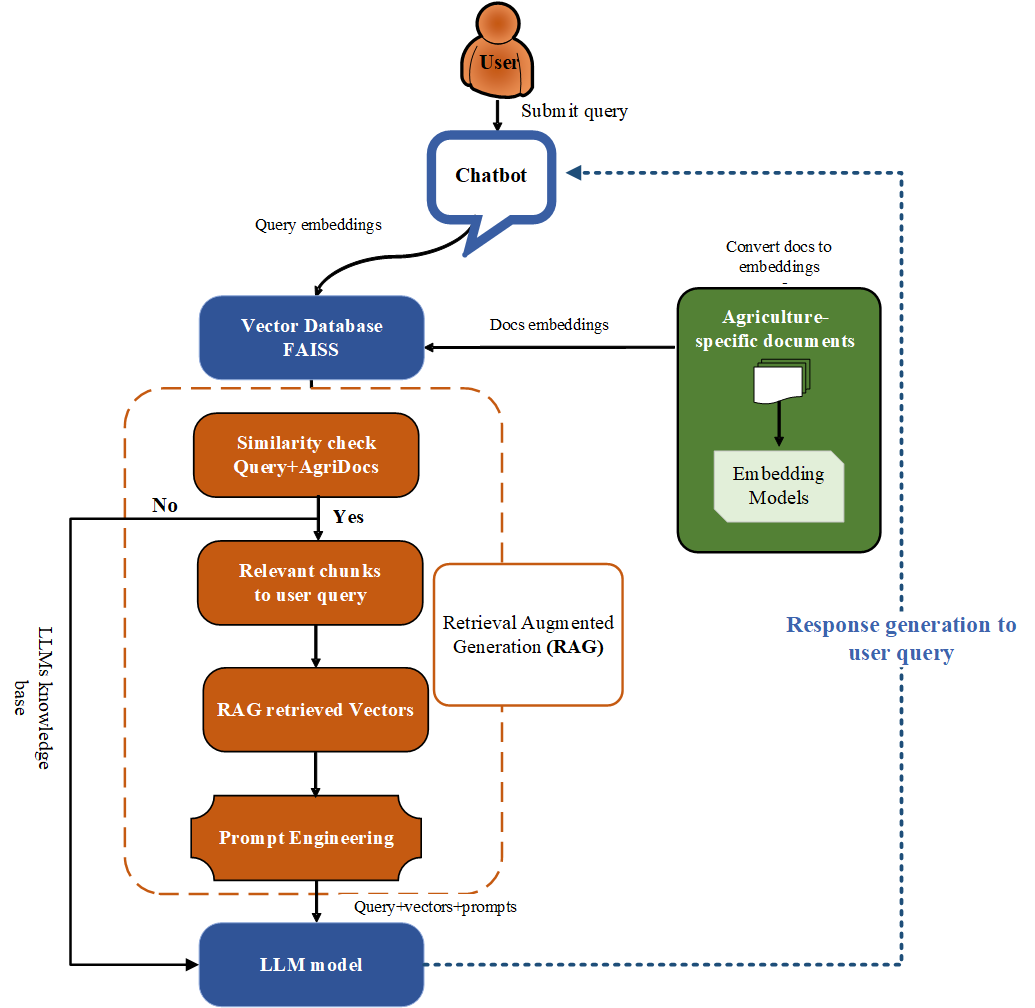 User
Submit query
Chatbot
Query embeddings
Convert docs to
embeddings
Vector Database
FAISS
Docs embeddings
Agriculture-
specific documents
Similarity check
Query+AgriDocs
Embedding
Models
No
Yes
Relevant chunks
to user query
Retrieval Augmented
Generation (RAG)
Response generation to
user query
LLMs knowledge
base
RAG retrieved Vectors
Prompt Engineering
Query+vectors+prompts
LLM model